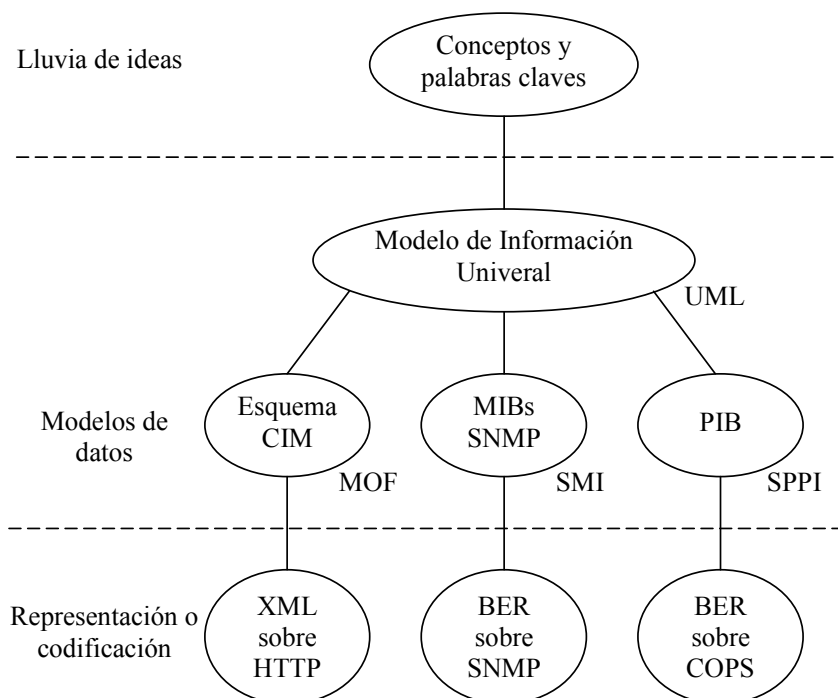 Lluvia de ideas
Conceptos y
palabras claves
Modelo de Información
Univeral
UML
Modelos de
datos
Esquema
CIM
MOF
MIBs
SNMP
SMI
PIB
SPPI
Representación o
codificación
XML
sobre
HTTP
BER
sobre
SNMP
BER
sobre
COPS